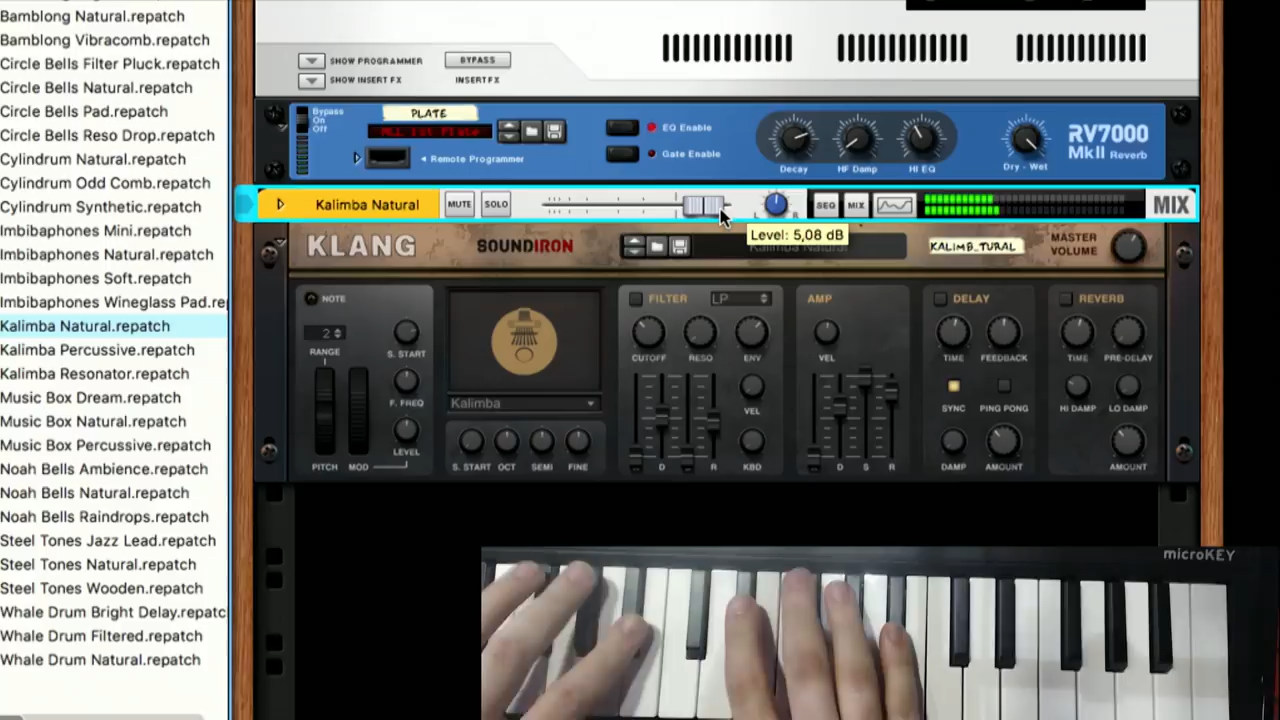 Bamblong Natural.repatch
Bamblong Vibracomb.repatch
Circle Bells Filter Pluck.repatch
Circle Bells Natural.repatch
Circle Bells Pad.repatch
Circle Bells Reso Drop.repatch
Cylindrum Natural.repatch
Cylindrum Odd Comb.repatch
Cylindrum Synthetic.repatch
Imbibaphones Mini.repatch
Imbibaphones Natural.repatch
Imbibaphones Soft.repatch
Imbibaphones Wineglass Pad.rep
Kalimba Natural.repatch
Kalimba Percussive.repatch
Kalimba Resonator.repatch
Music Box Dream.repatch
Music Box Natural.repatch
Music Box Percussive.repatch
Noah Bells Ambience.repatch
Noah Bells Natural.repatch
Noah Bells Raindrops.repatch
Steel Tones Jazz Lead.repatch
Steel Tones Natural.repatch
Steel Tones Wooden.repatch
Whale Drum Bright Delay.repatc
Whale Drum Filtered.repatch
Whale Drum Natural.repatch
SHOW PROGRAMMER BYPASS
SHOW INSERT FX INSERT FX
Bypass
On
Off
PLATE
ALL 1st Plate
Remote Programmer
EQ Enable
Gate Enable
Decay HF Damp HI EQ Dry - Wet
RV7000
MkII Reverb
Kalimba Natural MUTE SOLO L R SEQ MIX MIX
Level: 5,08 dB
KLANG SOUNDIRON Kalimba Natural KALIMB_TURAL MASTER VOLUME
NOTE
2
RANGE S. START
F. FREQ
LEVEL
PITCH MOD
Kalimba
S. START OCT SEMI FINE
FILTER LP
CUTOFF RESO ENV
VEL
D R KBD
AMP
VEL
D S R
DELAY
TIME FEEDBACK
SYNC PING PONG
DAMP AMOUNT
REVERB
TIME PRE-DELAY
HI DAMP LO DAMP
AMOUNT
microKEY